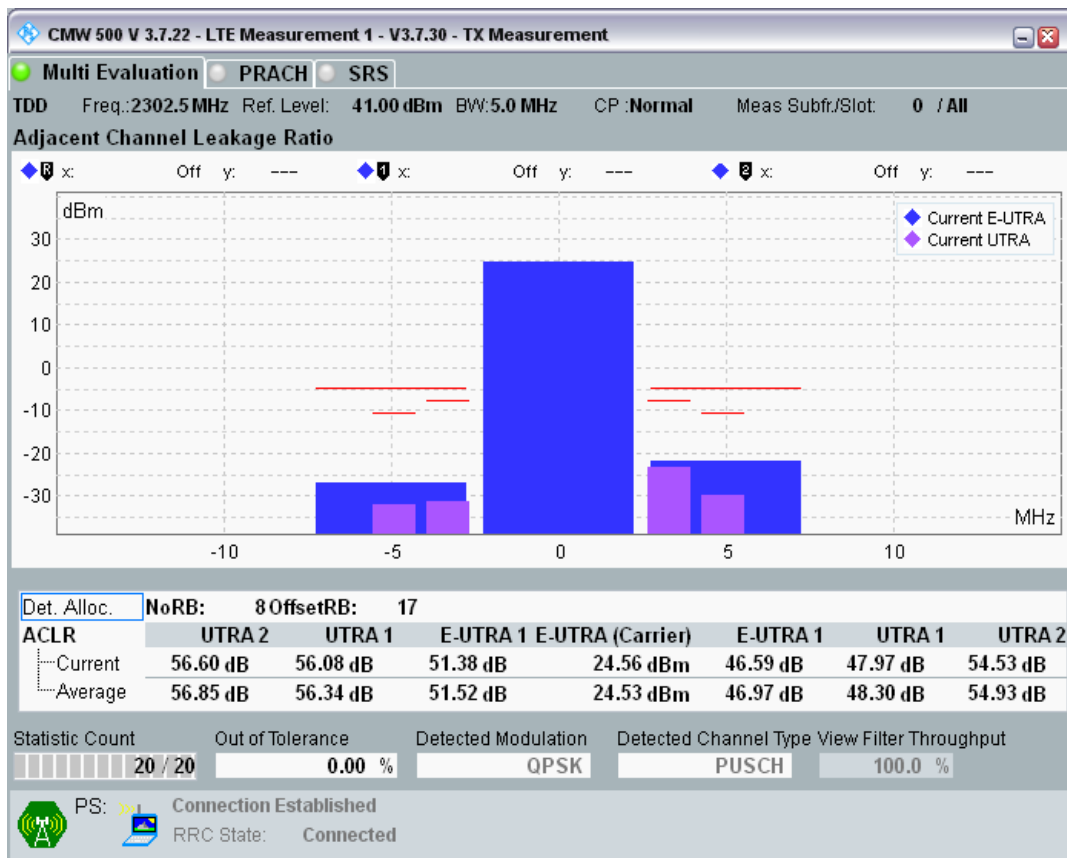 CMW 500 V 3.7.22 - LTE Measurement 1 - V3.7.30 - TX Measurement
Multi Evaluation PRACH SRS
TDD Freq.:2302.5 MHz Ref. Level: 41.00 dBm BW:5.0 MHz CP :Normal Meas Subfr./Slot: 0 / All
Adjacent Channel Leakage Ratio
R x: Off y: --- 1 x: Off y: --- 2 x: Off y: ---
dBm
Current E-UTRA
Current UTRA
30
20
10
0
-10
-20
-30
MHz
-10 -5 0 5 10
Det. Alloc. NoRB: 8 OffsetRB: 17
ACLR UTRA 2 UTRA 1 E-UTRA 1 E-UTRA (Carrier) E-UTRA 1 UTRA 1 UTRA 2
Current 56.60 dB 56.08 dB 51.38 dB 24.56 dBm 46.59 dB 47.97 dB 54.53 dB
Average 56.85 dB 56.34 dB 51.52 dB 24.53 dBm 46.97 dB 48.30 dB 54.93 dB
Statistic Count Out of Tolerance Detected Modulation Detected Channel Type View Filter Throughput
20 / 20 0.00 % QPSK PUSCH 100.0 %
PS: Connection Established
RRC State: Connected